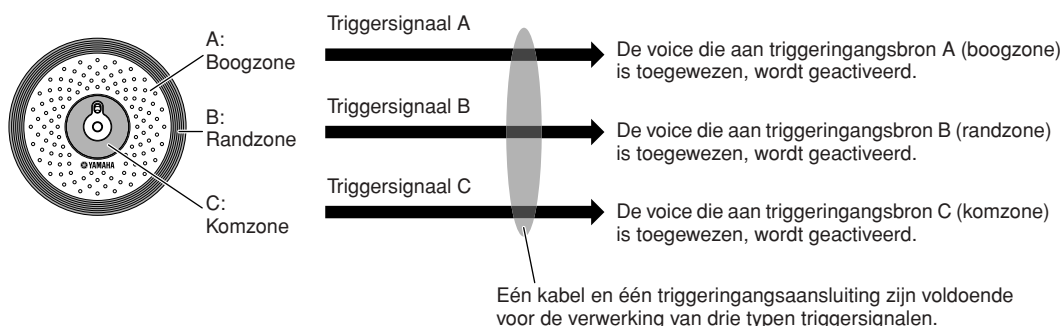 A:
Boogzone
B:
Randzone
C:
Komzone
YAMAHA
Triggersignaal A
De voice die aan triggeringangsbron A (boogzone)
is toegewezen, wordt geactiveerd.
Triggersignaal B
De voice die aan triggeringangsbron B (randzone)
is toegewezen, wordt geactiveerd.
Triggersignaal C
De voice die aan triggeringangsbron C (komzone)
is toegewezen, wordt geactiveerd.
Eén kabel en één triggeringangsaansluiting zijn voldoende
voor de verwerking van drie typen triggersignalen.